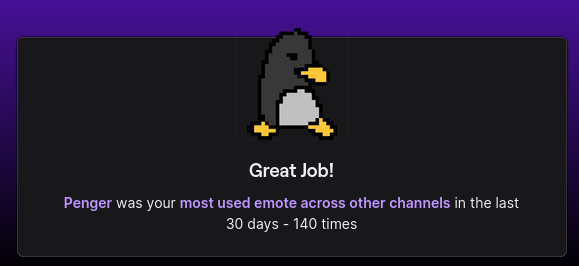 Great Job!
Penger was your most used emote across other channels in the last
30 days - 140 times